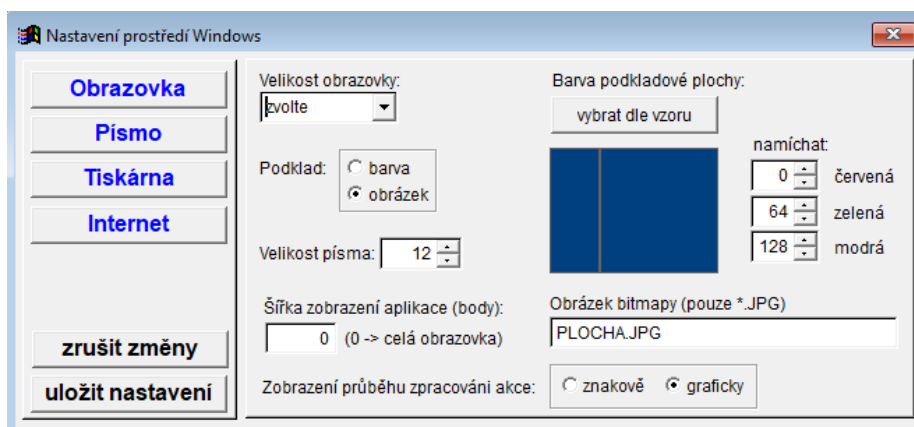 Nastavení prostředí Windows
Obrazovka
Písmo
Tiskárna
Internet
zrušit změny
uložit nastavení
Velikost obrazovky:
zvolte
Podklad:
barva
obrázek
Velikost písma: 12
Šířka zobrazení aplikace (body):
0 (0 -> celá obrazovka)
Zobrazení průběhu zpracováni akce:
znakově
graficky
Barva podkladové plochy:
vybrat dle vzoru
namíchat:
0 červená
64 zelená
128 modrá
Obrázek bitmapy (pouze *.JPG)
PLOCHA.JPG